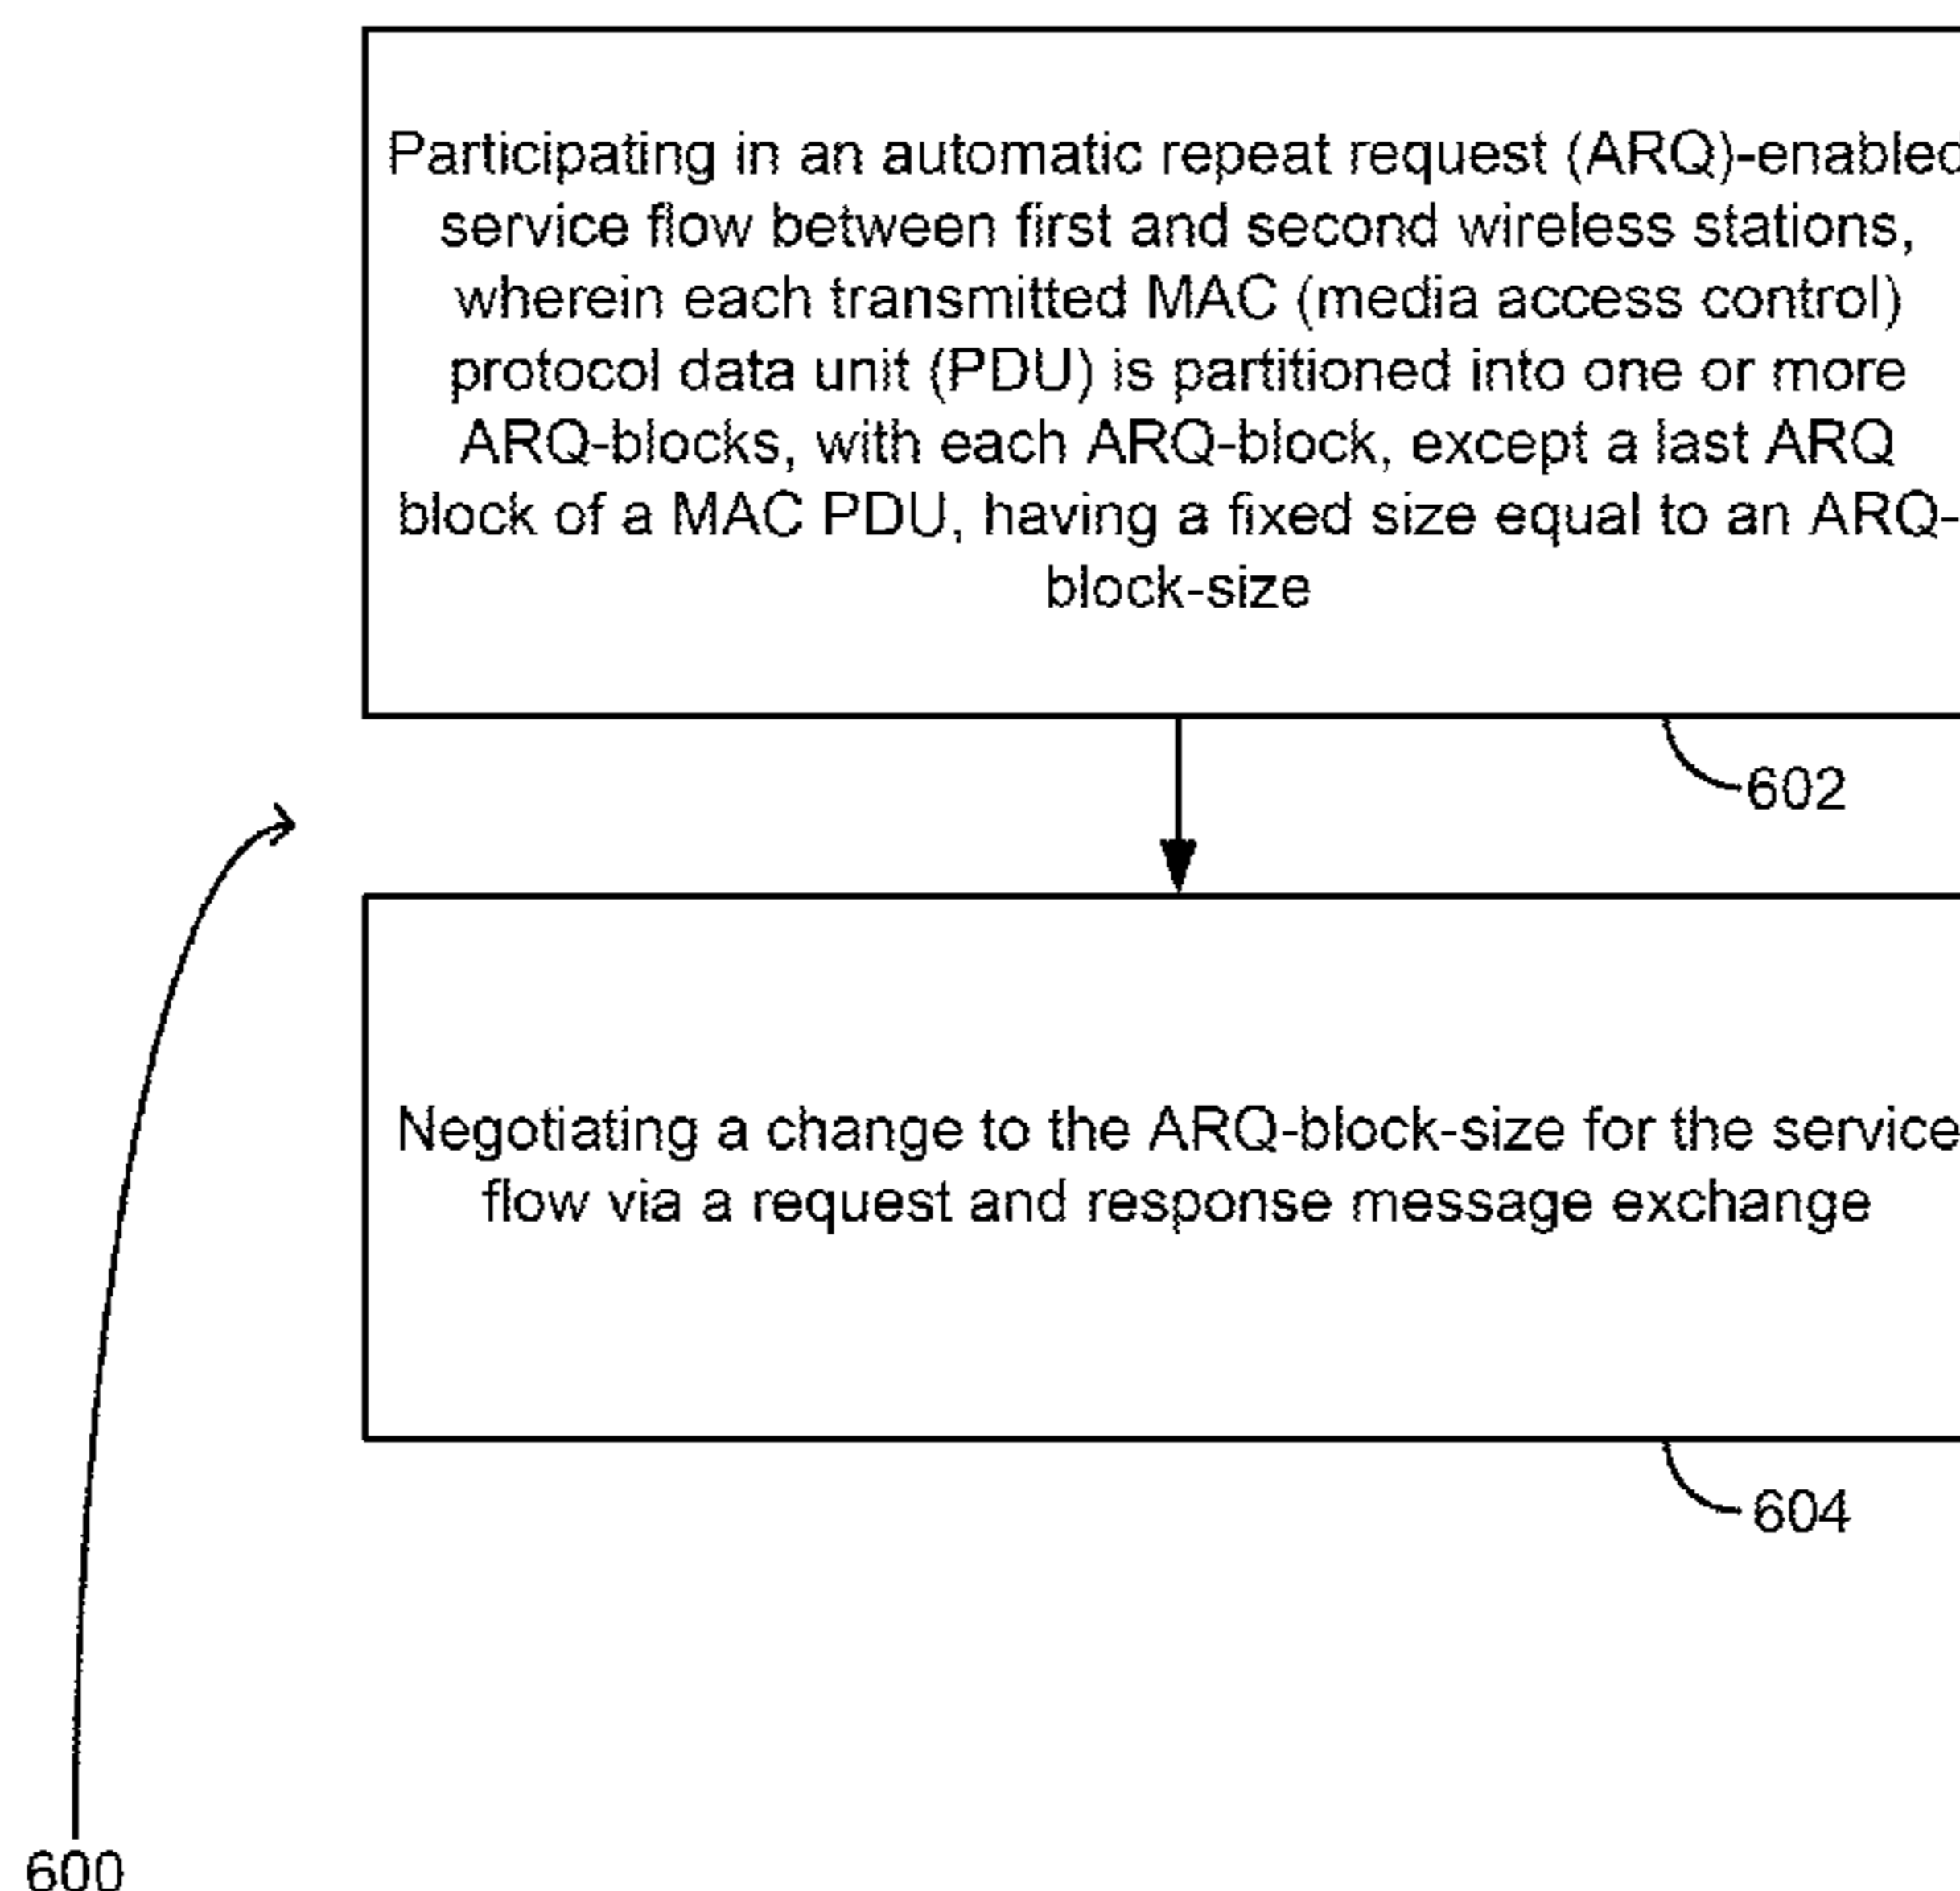 Participating in an automatic repeat request (ARQ)-enabled
service flow between first and second wireless stations,
wherein each transmitted MAC (media access control)
protocol data unit (PDU) is partitioned into one or more
ARQ-blocks, with each ARQ-block, except a last ARQ
block of a MAC PDU, having a fixed size equal to an ARQ-
block-size
602
Negotiating a change to the ARQ-block-size for the service
flow via a request and response message exchange
604
600